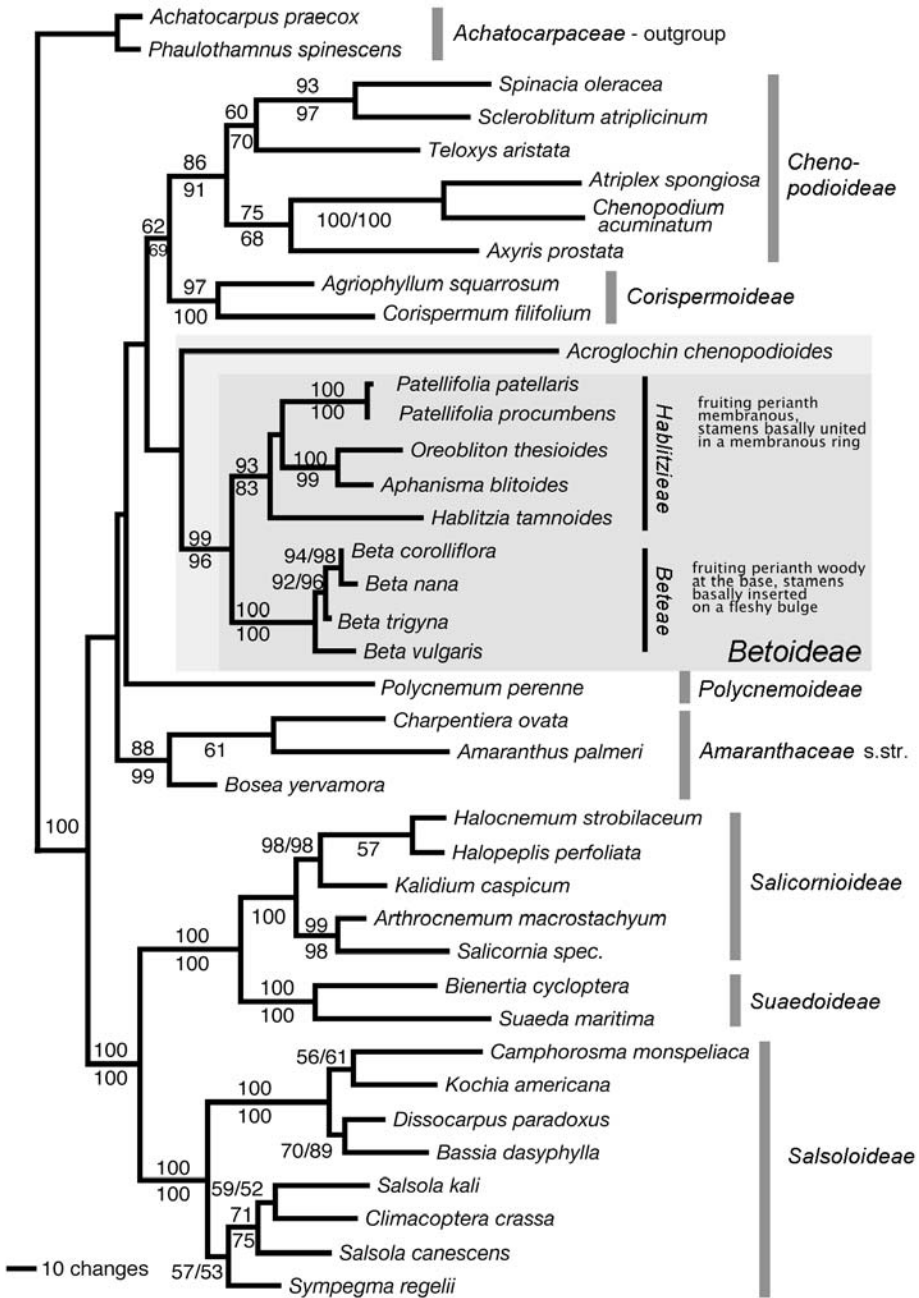 Achatocarpus praecox
Phaulothamnus spinescens
Achatocarpaceae - outgroup
93
Spinacia oleracea
97
Scleroblitum atriplicinum
60
70
Teloxys aristata
86
91
Atriplex spongiosa
100/100
Chenopodium
acuminatum
75
68
Axyris prostata
Cheno-
podioideae
62
69
97
100
Agriophyllum squarrosum
Corispermum filifolium
Corispermoideae
Acroglochin chenopodioides
100
100
Patellifolia patellaris
Patellifolia procumbens
100
99
Oreobliton thesioides
Aphanisma blitoides
93
83
Hablitzia tamnoides
Hablitzieae
fruiting perianth
membranous,
stamens basally united
in a membranous ring
99
96
94/98
Beta corolliflora
92/96
Beta nana
100
100
Beta trigyna
Beta vulgaris
Beteae
fruiting perianth woody
at the base, stamens
basally inserted
on a fleshy bulge
Betoideae
Polycnemum perenne
Polycnemoideae
Charpentiera ovata
61
Amaranthus palmeri
88
99
Bosea yervamora
Amaranthaceae s.str.
100
Halocnemum strobilaceum
98/98
57
Halopeplis perfoliata
Kalidium caspicum
100
99
98
Arthrocnemum macrostachyum
Salicornia spec.
Salicornioideae
100
100
100
100
Bienertia cycloptera
Suaeda maritima
Suaedoideae
100
100
56/61
Camphorosma monspeliaca
Kochia americana
100
100
Dissocarpus paradoxus
70/89
Bassia dasyphylla
Salsoloideae
100
100
59/52
Salsola kali
Climacoptera crassa
71
75
Salsola canescens
57/53
Sympegma regelii
10 changes